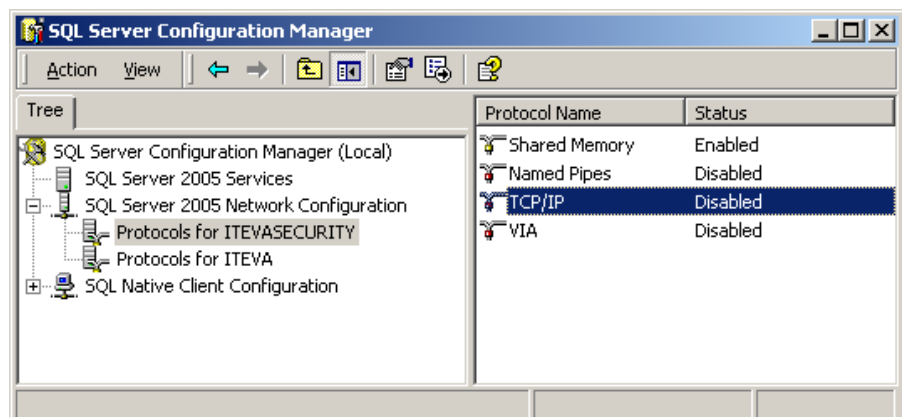 SQL Server Configuration Manager
Action View
Tree
SQL Server Configuration Manager (Local)
SQL Server 2005 Services
SQL Server 2005 Network Configuration
Protocols for ITEVASECURITY
Protocols for ITEVA
SQL Native Client Configuration
Protocol Name Status
Shared Memory Enabled
Named Pipes Disabled
TCP/IP Disabled
VIA Disabled